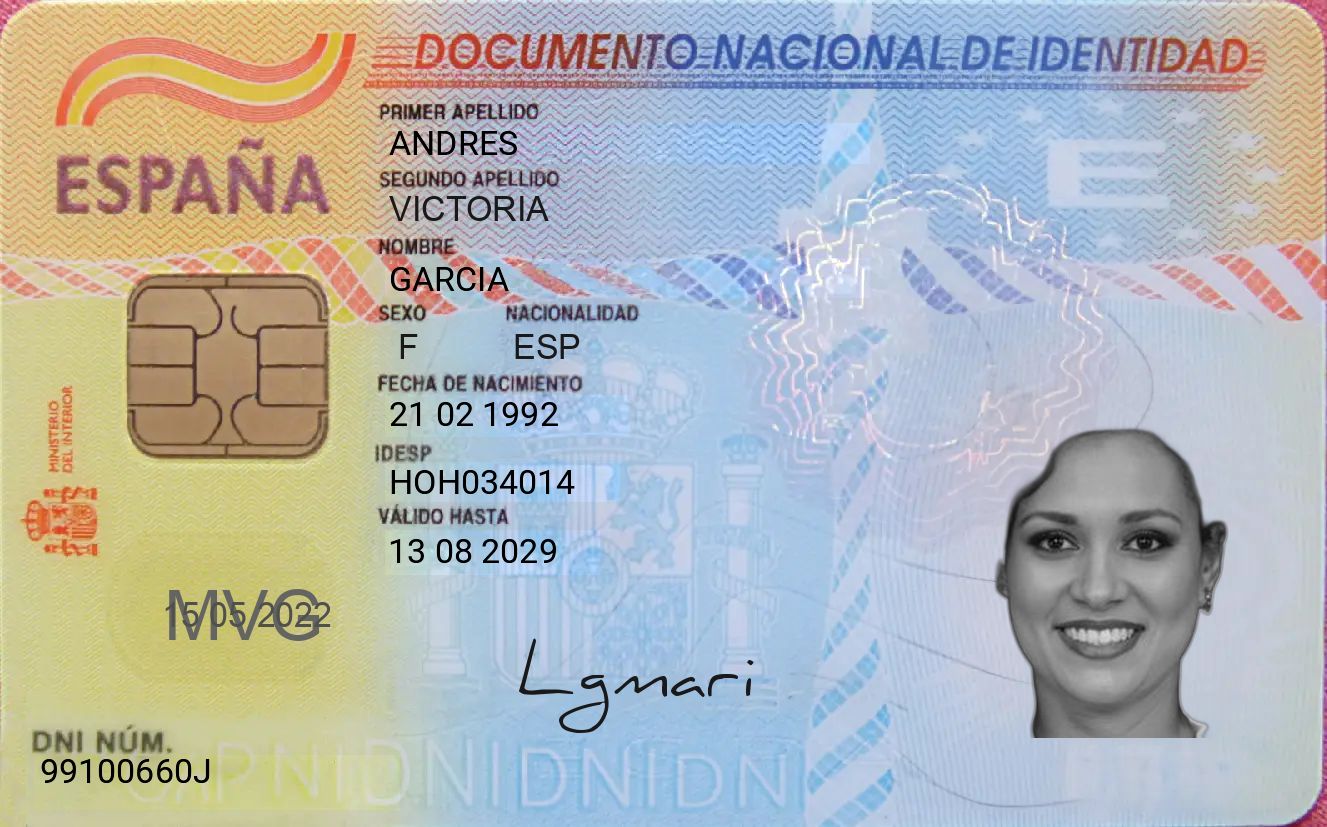 DOCUMENTO NACIONAL DE IDENTIDAD
ESPAÑA
PRIMER APELLIDO
ANDRES
SEGUNDO APELLIDO
VICTORIA
NOMBRE
GARCIA
SEXO NACIONALIDAD
F ESP
FECHA DE NACIMIENTO
21 02 1992
IDESP
HOH034014
VÁLIDO HASTA
13 08 2029
MINISTERIO
DEL INTERIOR
E
MVG
15 05 2022
Lgmari
DNI NÚM.
99100660J
DNIDNIDNIDN